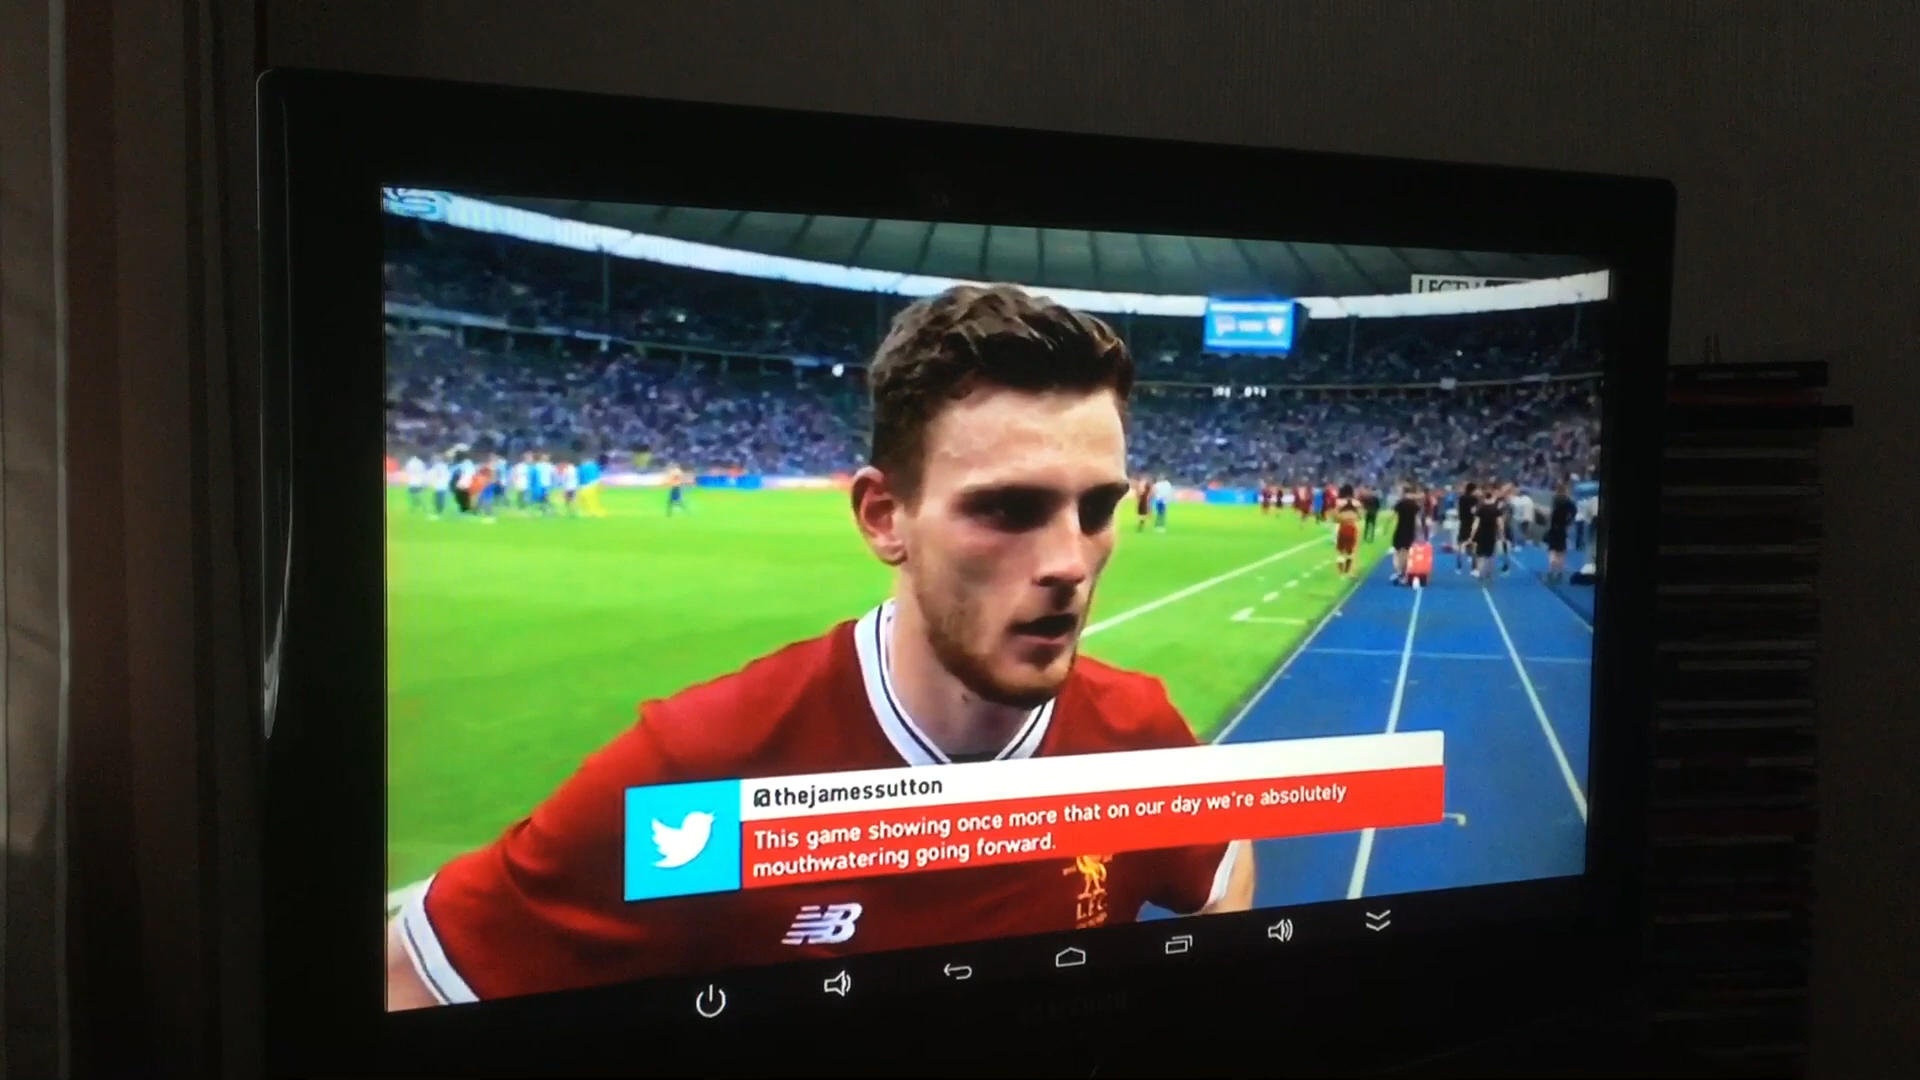 @thejamessutton
This game showing once more that on our day we're absolutely
mouthwatering going forward.
L.F.C.